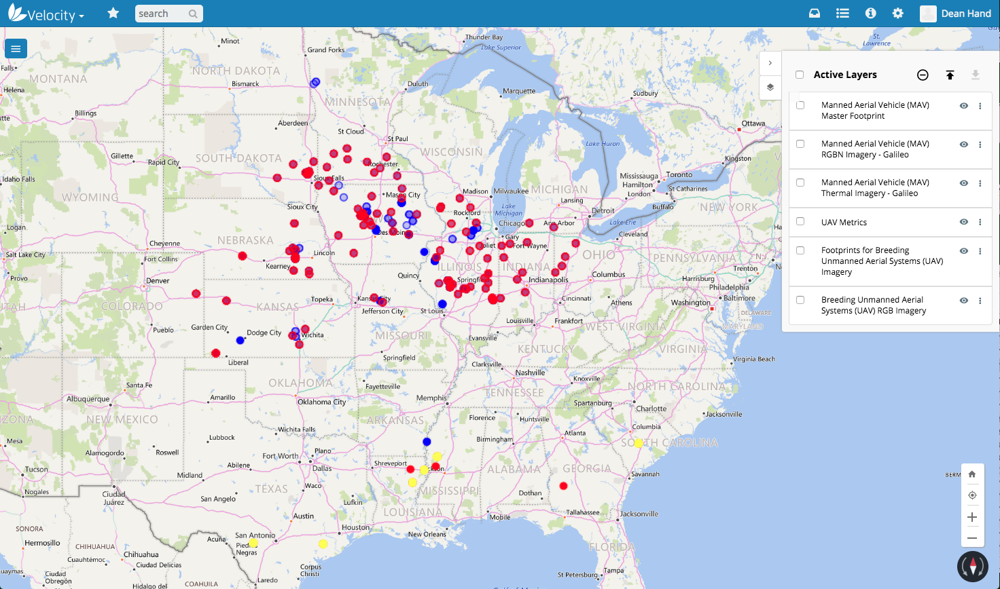 Velocity
search
Dean Hand
Active Layers
Manned Aerial Vehicle (MAV)
Master Footprint
Manned Aerial Vehicle (MAV)
RGBN Imagery - Galileo
Manned Aerial Vehicle (MAV)
Thermal Imagery - Galileo
UAV Metrics
Footprints for Breeding
Unmanned Aerial Systems (UAV)
Imagery
Breeding Unmanned Aerial
Systems (UAV) RGB Imagery
Thunder Bay
Lake Superior
St.
Lawrence
Minot
Grand Forks
Falls
NORTH DAKOTA
MONTANA
Bismarck
Helena
Duluth
Marquette
Sudbury
MINNESOTA
Billings
Aberdeen
St Cloud
Ottawa
St Paul
WISCONSIN
Lake Huron
Gillette
Rapid City
SOUTH DAKOTA
Rochester
Kingston
Idaho Falls
Sioux Falls
Mississauga
Hamilton
Toronto
St Catharines
WYOMING
Mason City
Madison
Milwaukee
MICHIGAN
Lansing
Buffalo
NEW YORK
Sioux City
Lake
Michigan
Rockford
Detroit
Logan
Chicago
Ann Arbor
Lake Erie
Cleveland
NEBRASKA
Des Moines
Cheyenne
Joliet
Gary
Fort Wayne
Salt Lake City
Fort Collins
Lincoln
OHIO
PENNSYLVANIA
N.J.
Kearney
ILLINOIS
INDIANA
Provo
Denver
Quincy
Springfield
Indianapolis
Columbus
Harrisburg
Trenton
Philadelphia
UTAH
COLORADO
Topeka
Kansas City
Cincinnati
Athens
Washington
Baltimore
KANSAS
Jefferson City
St Louis
DELAWARE
MARYLAND
Pueblo
Garden City
Dodge City
Wichita
MISSOURI
Louisville
Frankfort
WEST VIRGINIA
Evansville
KENTUCKY
VIRGINIA
Liberal
Springfield
Clarksville
Virginia Beach
Nashville
Knoxville
Santa Fe
OKLAHOMA
Fayetteville
NORTH CAROLINA
TENNESSEE
Albuquerque
Amarillo
Oklahoma City
Memphis
Spartanburg
Charlotte
Jacksonville
NEW MEXICO
ARKANSAS
Florence
Huntsville
Columbia
Wichita Falls
Atlanta
Mesa
Lubbock
Birmingham
SOUTH CAROLINA
Alamogordo
Roswell
Fort Worth
Plano
Tucson
Midland
Abilene
Dallas
Shreveport
ALABAMA
GEORGIA
Savannah
BERM
Nogales
Ciudad
Juárez
TEXAS
Waco
MISSISSIPPI
Dothan
San Angelo
Lufkin
LOUISIANA
Tallahassee
Jacksonville
Austin
Mobile
SONORA
Houston
New Orleans
Acuña
San Antonio
Hermosillo
CHIHUAHUA
Piedras
Negras
FLORIDA
Chihuahua
Cuauhtémoc
Ciudad Delicias
Corpus
Christi
Ciudad
Obregón
Hidalgo del
COAHUILA
Laredo
St Petersburg
Tampa